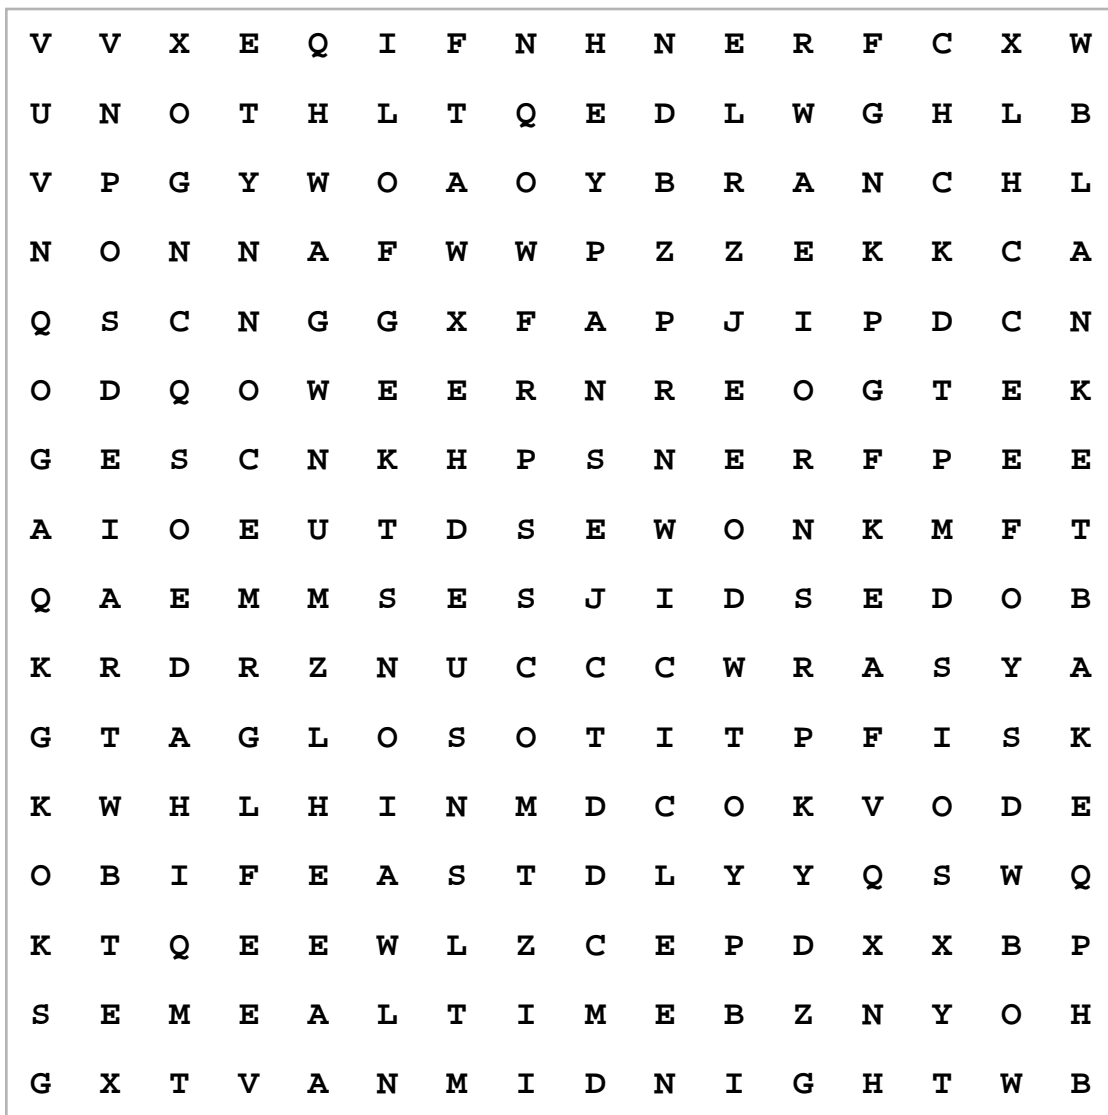 V V X E Q I F N H N E R F C X W
U N O T H L T Q E D L W G H L B
V P G Y W O A O Y B R A N C H L
N O N N A F W W P Z Z E K K C A
Q S C N G G X F A P J I P D C N
O D Q O W E E R N R E O G T E K
G E S C N K H P S N E R F P E E
A I O E U T D S E W O N K M F T
Q A E M M S E S J I D S E D O B
K R D R Z N U C C C W R A S Y A
G T A G L O S O T I T P F I S K
K W H L H I N M D C O K V O D E
O B I F E A S T D L Y Y Q S W Q
K T Q E E W L Z C E P D X X B P
S E M E A L T I M E B Z N Y O H
G X T V A N M I D N I G H T W B